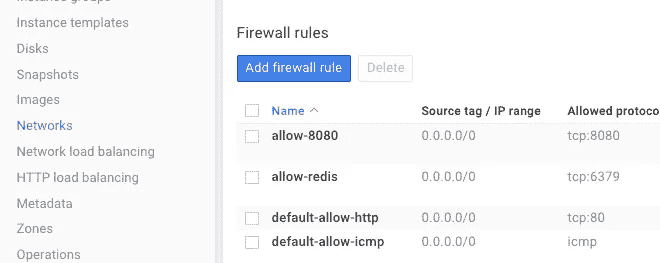 Instance groups
Instance templates
Disks
Snapshots
Images
Networks
Network load balancing
HTTP load balancing
Metadata
Zones
Operations
Firewall rules
Add firewall rule Delete
Name Source tag / IP range Allowed protoco
allow-8080 0.0.0.0/0 tcp:8080
allow-redis 0.0.0.0/0 tcp:6379
default-allow-http 0.0.0.0/0 tcp:80
default-allow-icmp 0.0.0.0/0 icmp